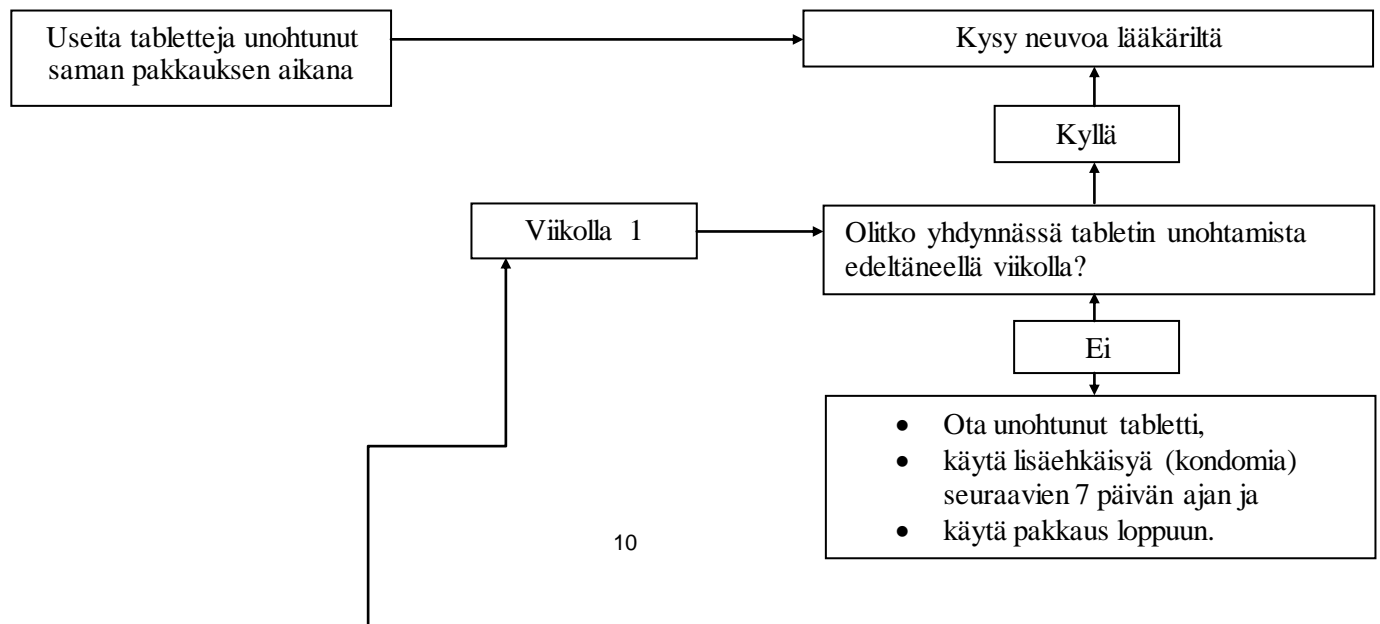 Useita tabletteja unohtunut
saman pakkauksen aikana
Kysy neuvoa lääkäriltä
Kyllä
Viikolla 1
Olitko yhdynnässä tabletin unohtamista
edeltäneellä viikolla?
Ei
• Ota unohtunut tabletti,
• käytä lisäehkäisyä (kondomia)
seuraavien 7 päivän ajan ja
• käytä pakkaus loppuun.
10